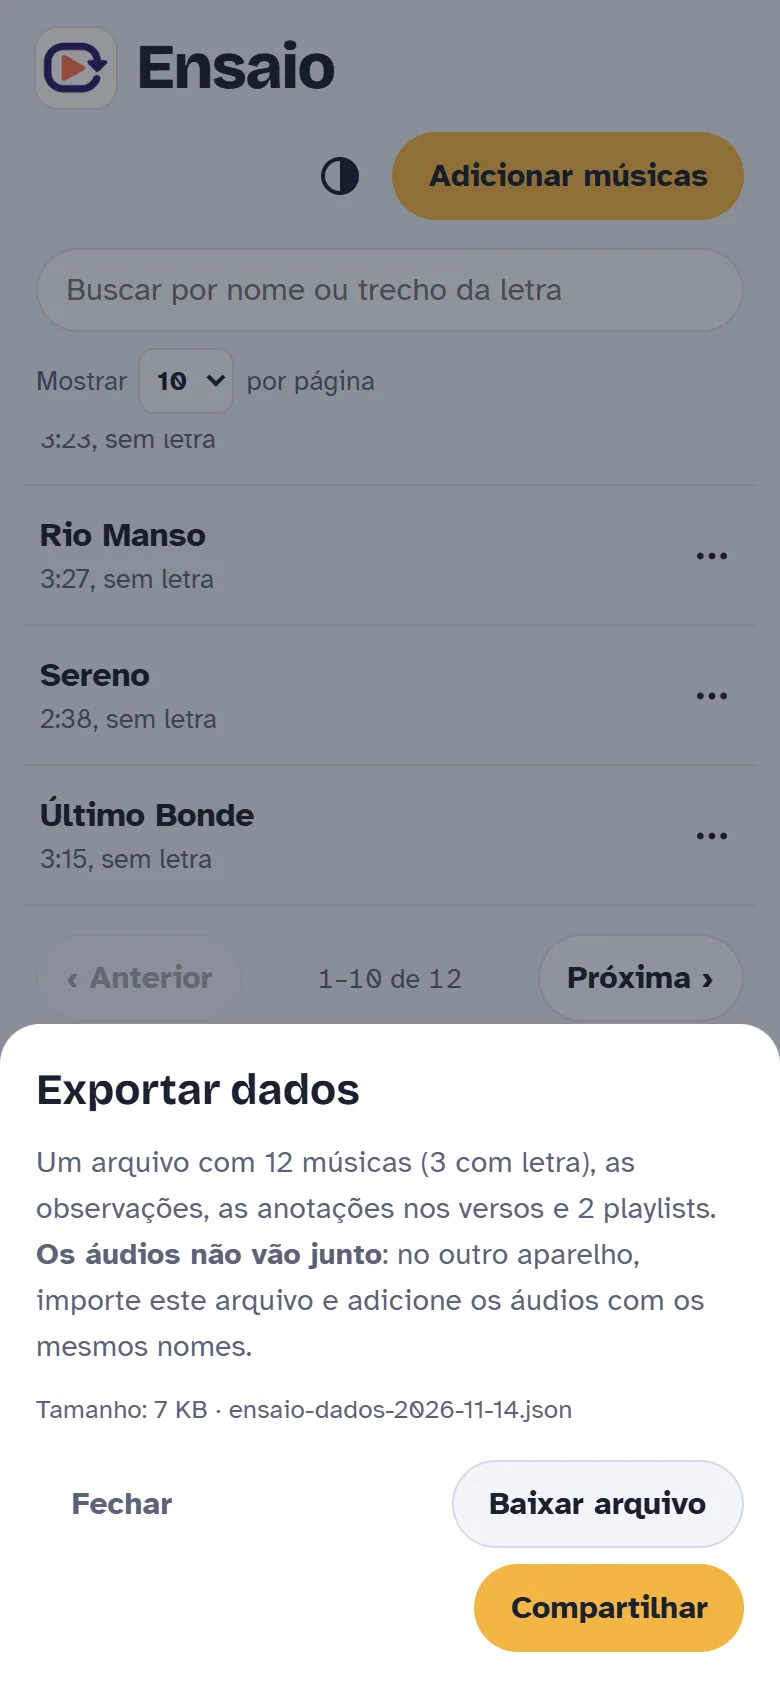 Ensaio
Adicionar músicas
Buscar por nome ou trecho da letra
Mostrar 10 por página
3:23, sem letra
Rio Manso
3:27, sem letra
Sereno
2:38, sem letra
Último Bonde
3:15, sem letra
‹ Anterior 1–10 de 12 Próxima ›
Exportar dados
Um arquivo com 12 músicas (3 com letra), as
observações, as anotações nos versos e 2 playlists.
Os áudios não vão junto: no outro aparelho,
importe este arquivo e adicione os áudios com os
mesmos nomes.
Tamanho: 7 KB · ensaio-dados-2026-11-14.json
Fechar Baixar arquivo
Compartilhar